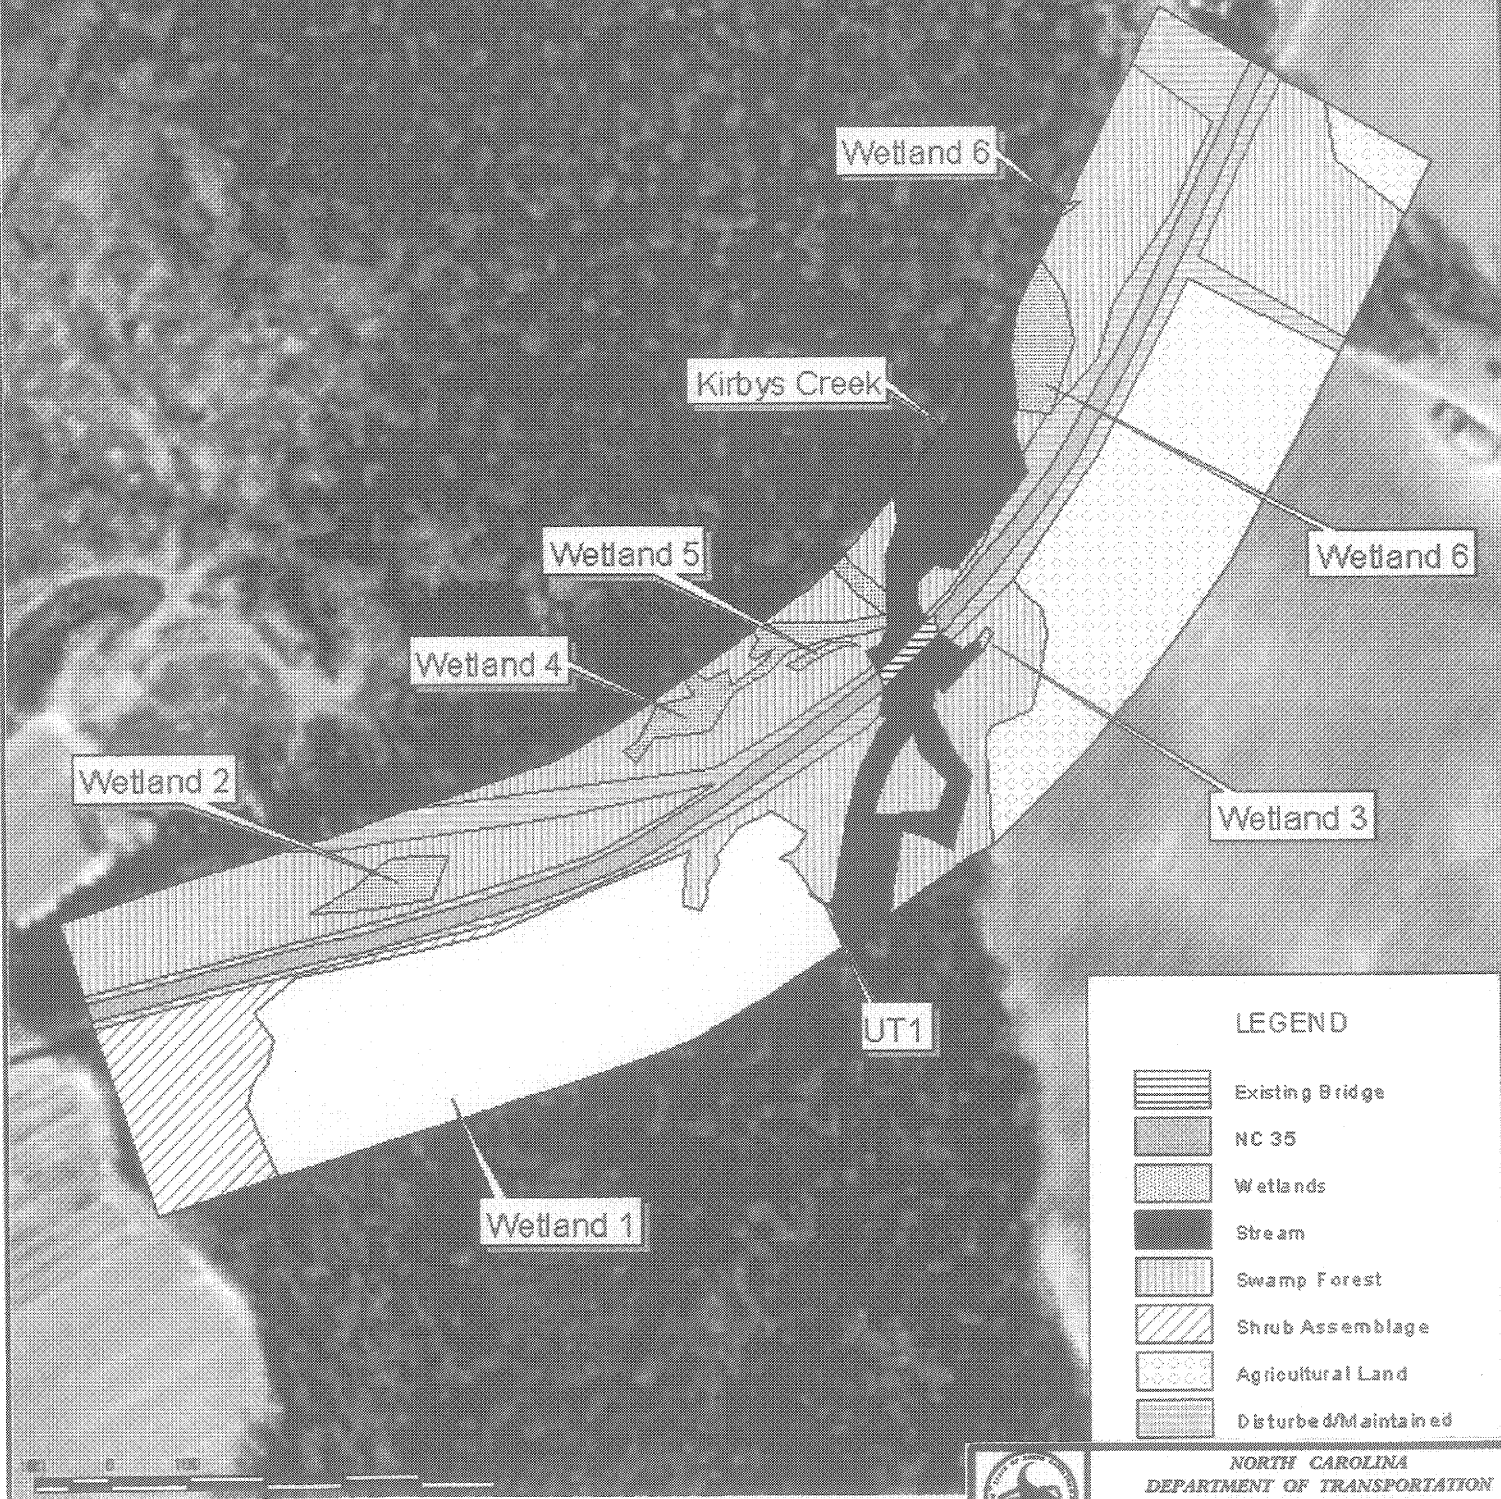 Wetland 6
Kirbys Creek
Wetland 5
Wetland 6
Wetland 4
Wetland 2
Wetland 3
UT1
Wetland 1
LEGEND
Existing Bridge
NC 35
Wetlands
Stream
Swamp Forest
Shrub Assemblage
Agricultural Land
Disturbed/Maintained
0
NORTH CAROLINA
DEPARTMENT OF TRANSPORTATION